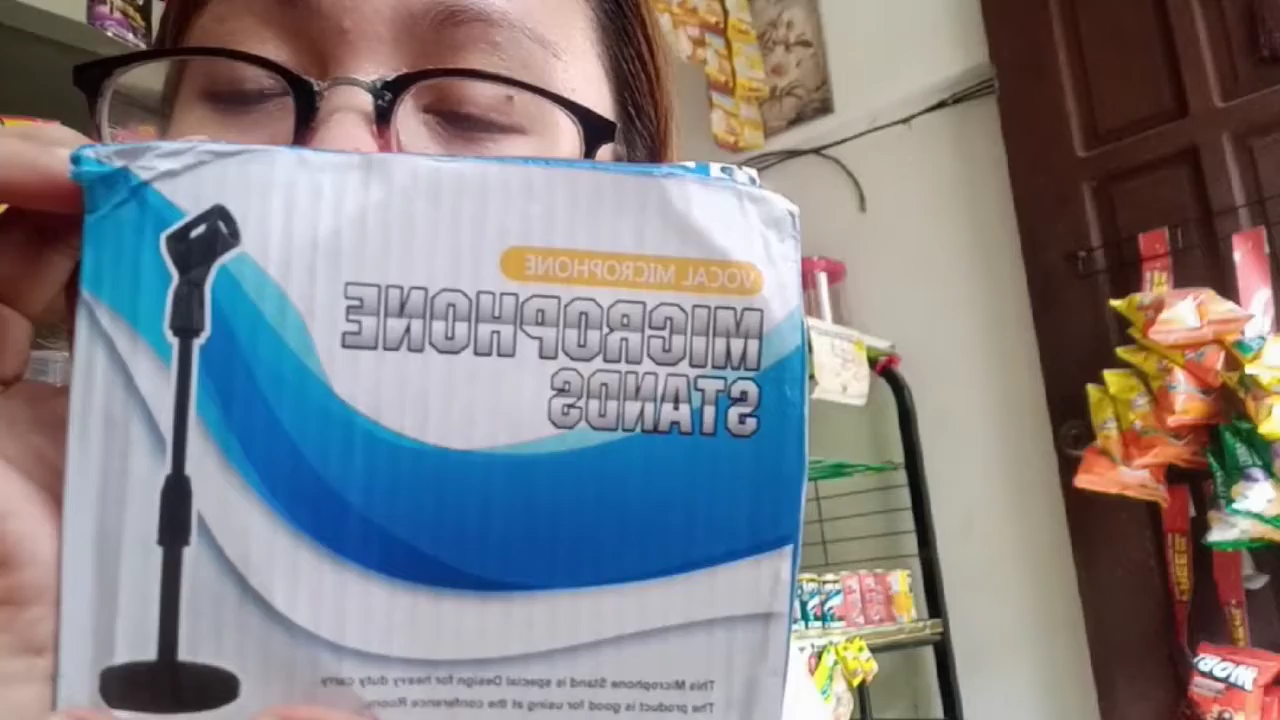 VOCAL MICROPHONE
MICROPHONE
STANDS
This Microphone Stand is special Design for heavy duty carry
The product is good for using at the conference Room